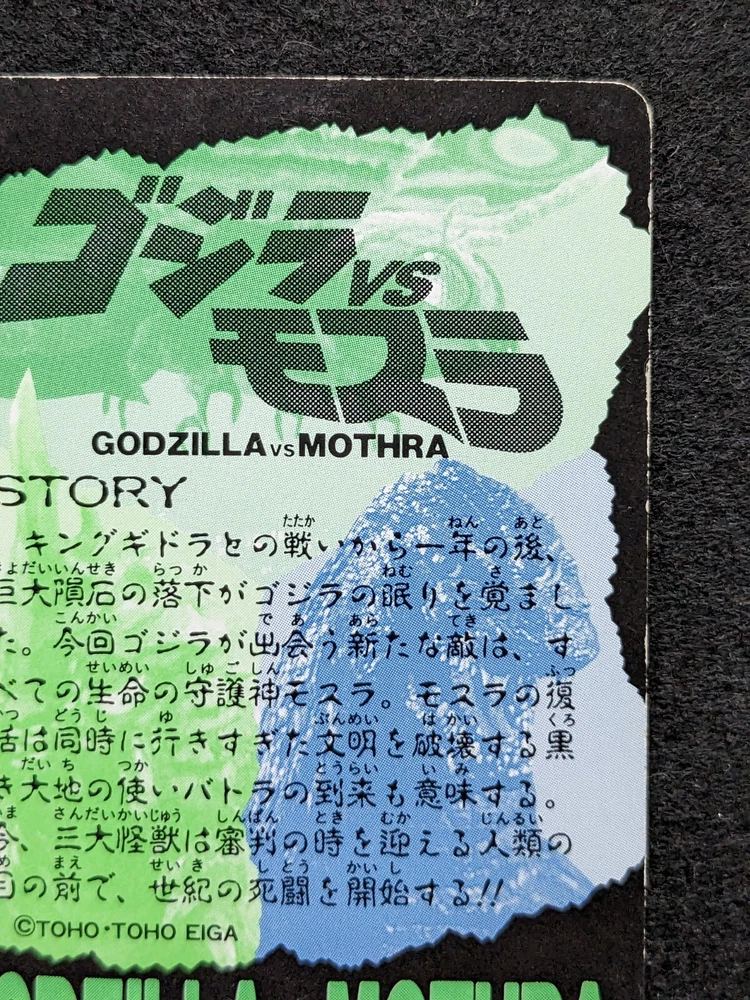 ゴジラvs
モスラ
GODZILLA vs MOTHRA
STORY
キングギドラとの戦いから一年の後、
巨大隕石の落下がゴジラの眠りを覚まし
た。今回ゴジラが出会う新たな敵は、す
べての生命の守護神モスラ。モスラの復
活は同時に行きすぎた文明を破壊する黒
き大地の使いバトラの到来も意味する。
今、三大怪獣は審判の時を迎える人類の
目の前で、世紀の死闘を開始する!!
©TOHO・TOHO EIGA